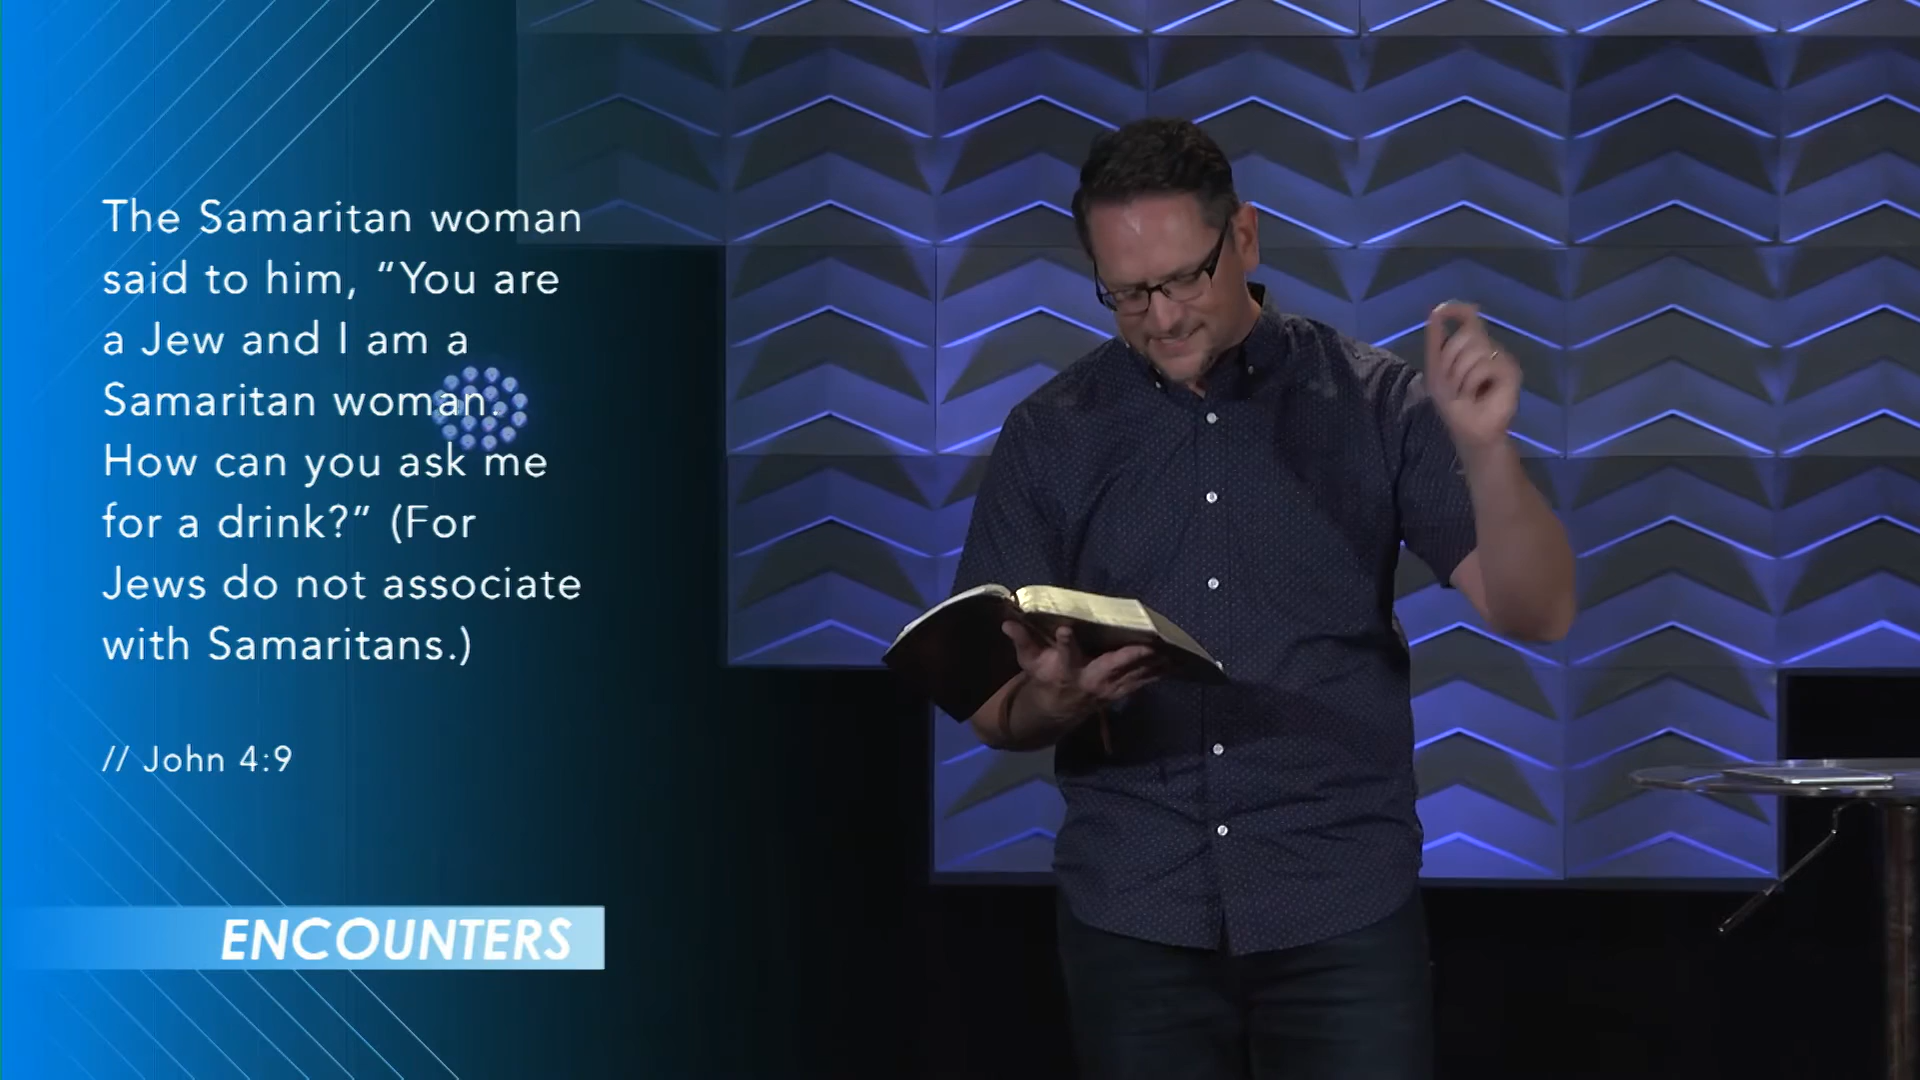 The Samaritan woman
said to him, “You are
a Jew and I am a
Samaritan woman.
How can you ask me
for a drink?” (For
Jews do not associate
with Samaritans.)
// John 4:9
ENCOUNTERS